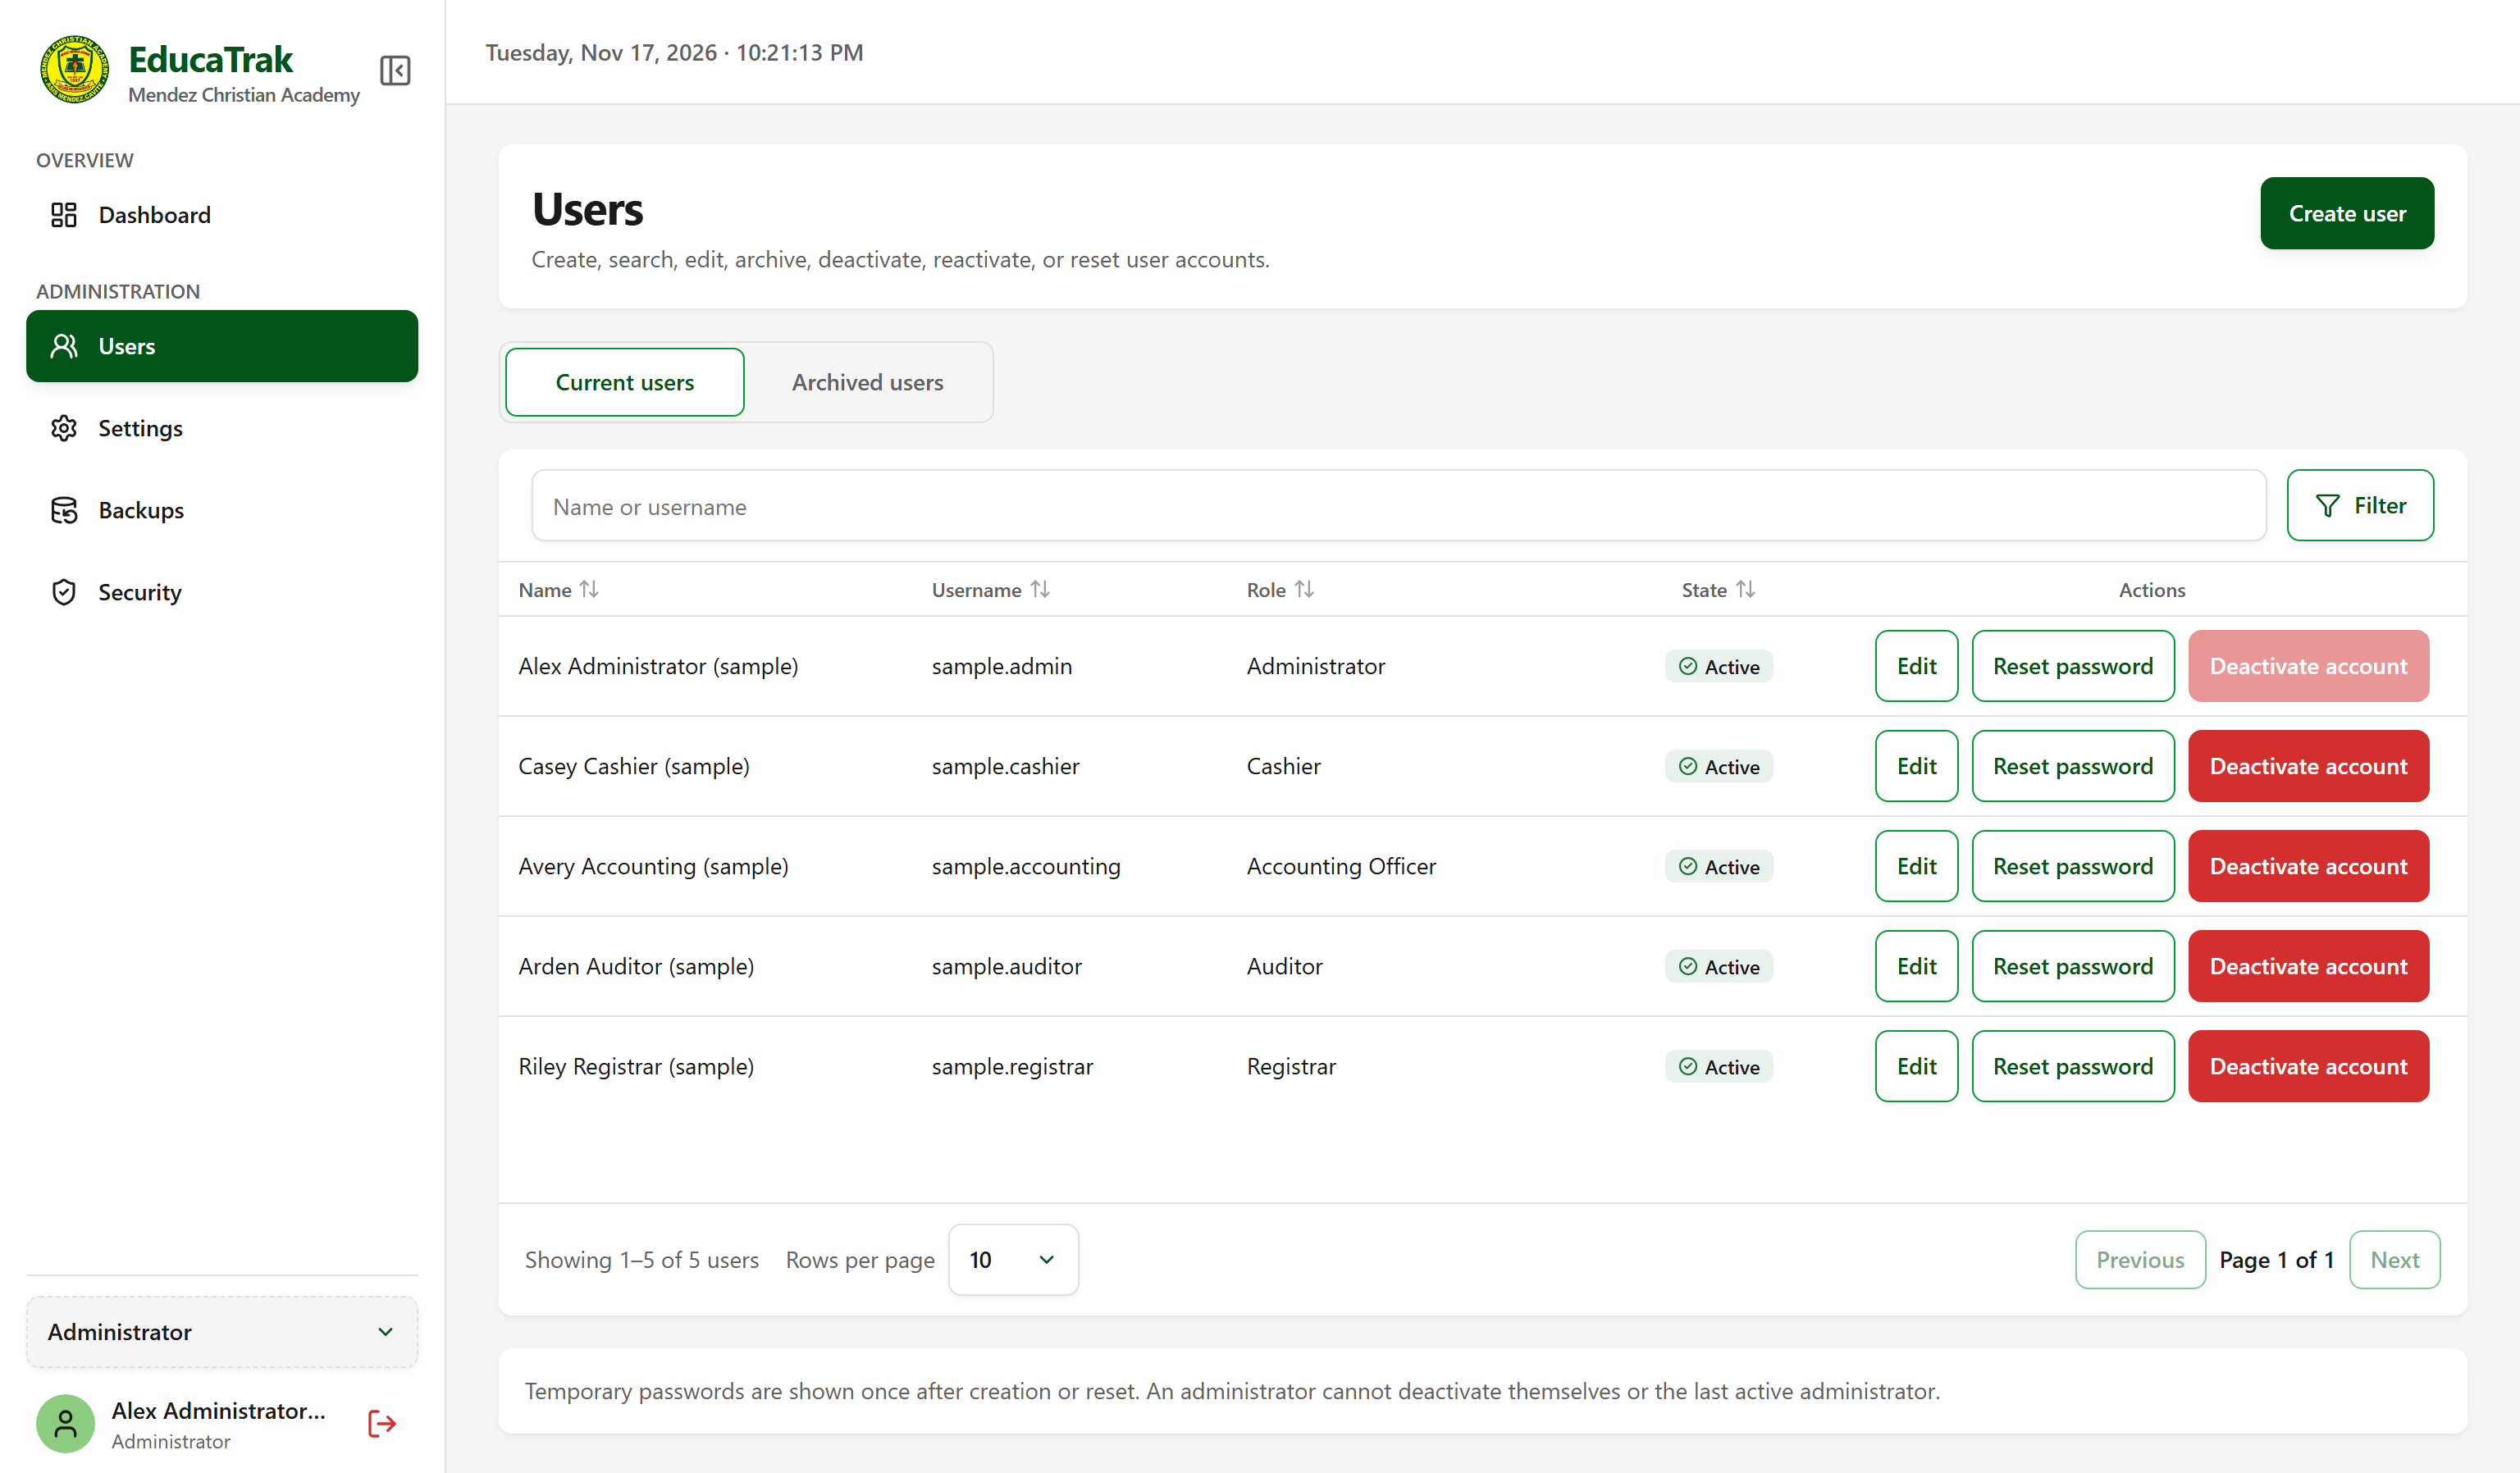 EducaTrak
Mendez Christian Academy
OVERVIEW
Dashboard
ADMINISTRATION
Users
Settings
Backups
Security
Administrator
Alex Administrator...
Administrator
Tuesday, Nov 17, 2026 · 10:21:13 PM
Users
Create, search, edit, archive, deactivate, reactivate, or reset user accounts.
Create user
Current users Archived users
Name or username Filter
Name Username Role State Actions
Alex Administrator (sample) sample.admin Administrator Active Edit Reset password Deactivate account
Casey Cashier (sample) sample.cashier Cashier Active Edit Reset password Deactivate account
Avery Accounting (sample) sample.accounting Accounting Officer Active Edit Reset password Deactivate account
Arden Auditor (sample) sample.auditor Auditor Active Edit Reset password Deactivate account
Riley Registrar (sample) sample.registrar Registrar Active Edit Reset password Deactivate account
Showing 1–5 of 5 users Rows per page 10 Previous Page 1 of 1 Next
Temporary passwords are shown once after creation or reset. An administrator cannot deactivate themselves or the last active administrator.